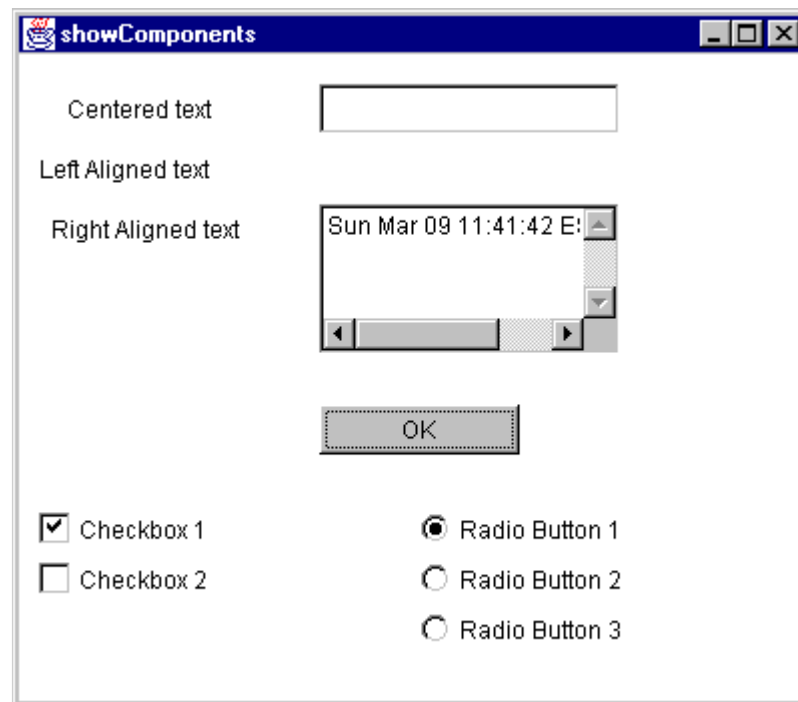 showComponents
Centered text
Left Aligned text
Right Aligned text
Sun Mar 09 11:41:42
OK
Checkbox 1
Radio Button 1
Checkbox 2
Radio Button 2
Radio Button 3